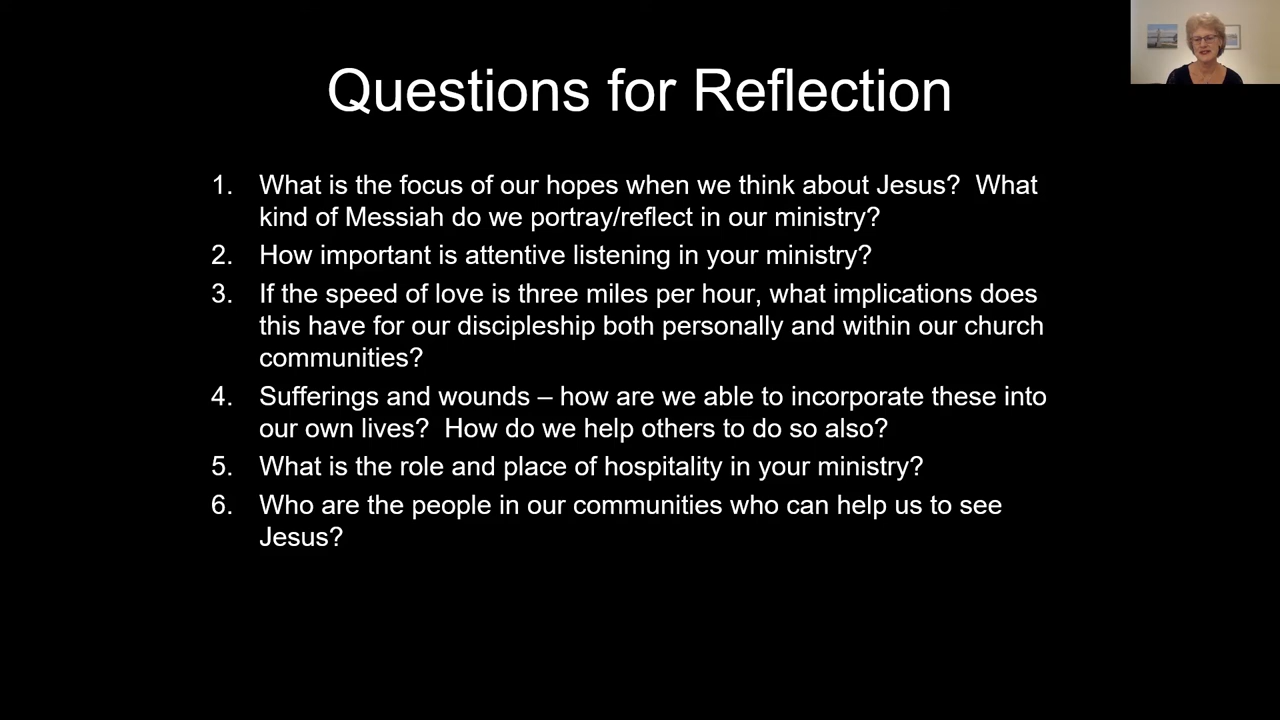 Questions for Reflection
1. What is the focus of our hopes when we think about Jesus?  What
kind of Messiah do we portray/reflect in our ministry?
2. How important is attentive listening in your ministry?
3. If the speed of love is three miles per hour, what implications does
this have for our discipleship both personally and within our church
communities?
4. Sufferings and wounds – how are we able to incorporate these into
our own lives?  How do we help others to do so also?
5. What is the role and place of hospitality in your ministry?
6. Who are the people in our communities who can help us to see
Jesus?